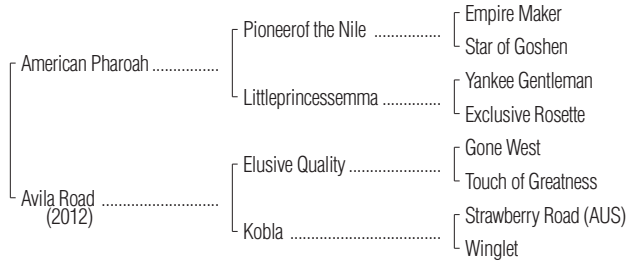 Empire Maker
Pioneerof the Nile ................
Star of Goshen
American Pharoah ...............
Yankee Gentleman
Littleprincessemma .............
Exclusive Rosette
Gone West
Elusive Quality .....................
Touch of Greatness
Avila Road ..........................
(2012)
Strawberry Road (AUS)
Kobla ...................................
Winglet